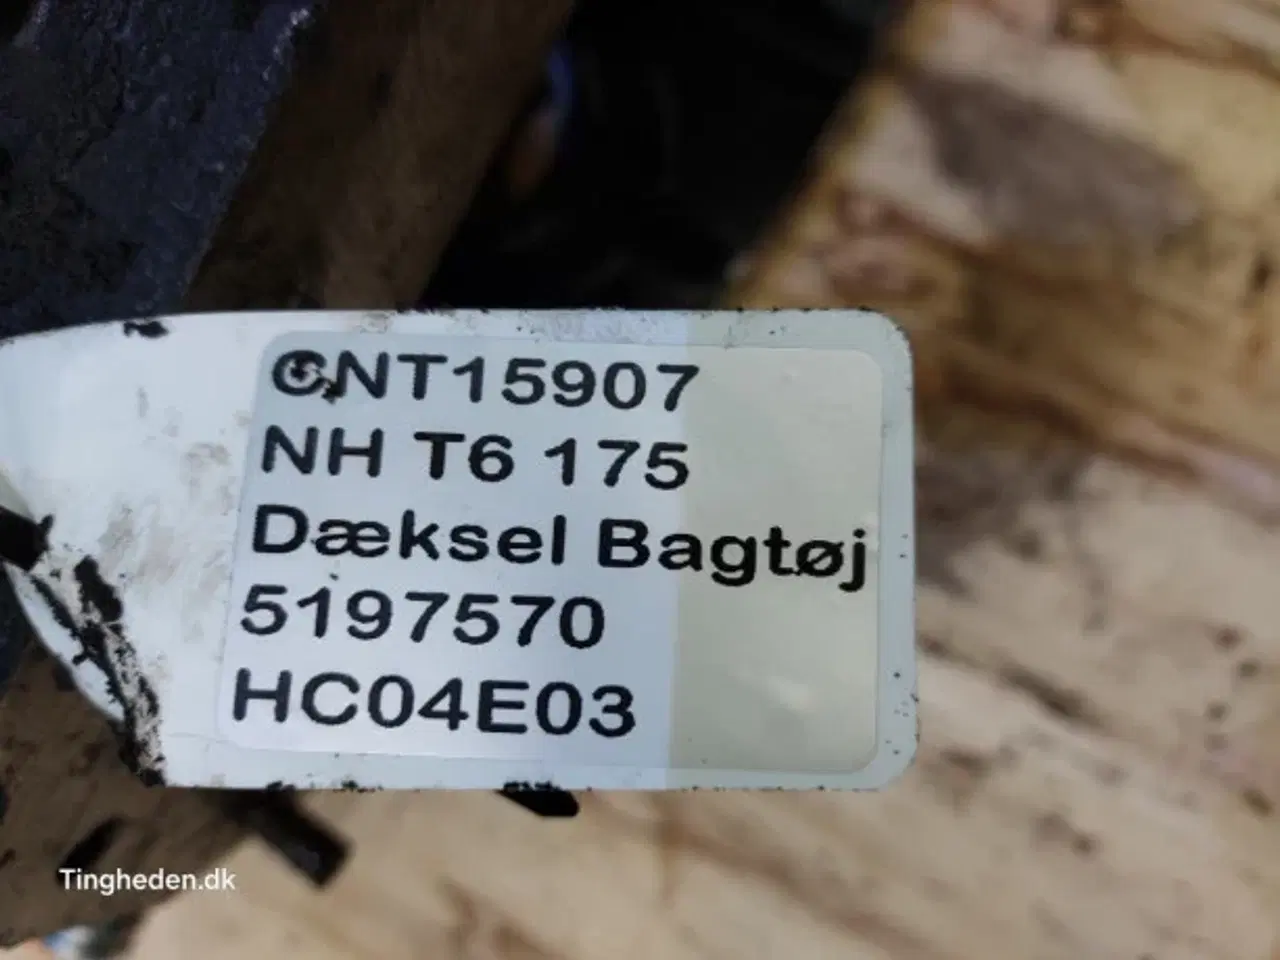 CNT15907
NH T6 175
Dæksel Bagtøj
5197570
HC04E03
Tingheden.dk